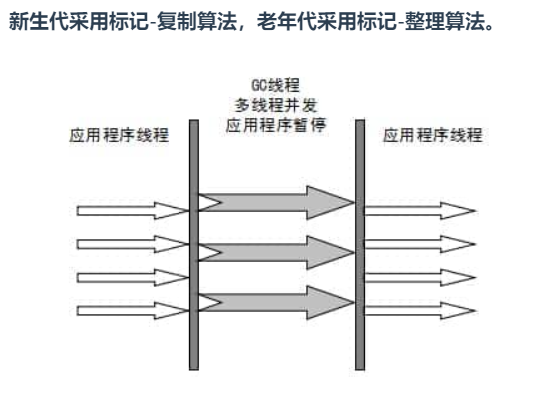 新生代采用标记-复制算法，老年代采用标记-整理算法。
GC线程
多线程并发
应用程序暂停
应用程序线程
应用程序线程